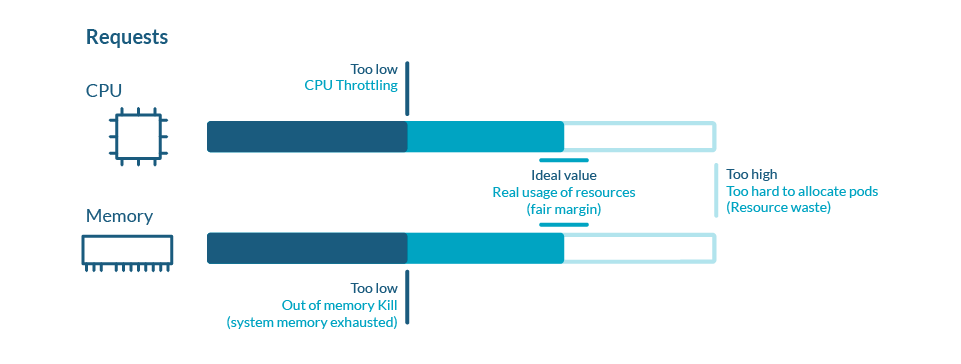 Requests
CPU
Too low
CPU Throttling
Ideal value
Real usage of resources
(fair margin)
Too high
Too hard to allocate pods
(Resource waste)
Memory
Too low
Out of memory Kill
(system memory exhausted)